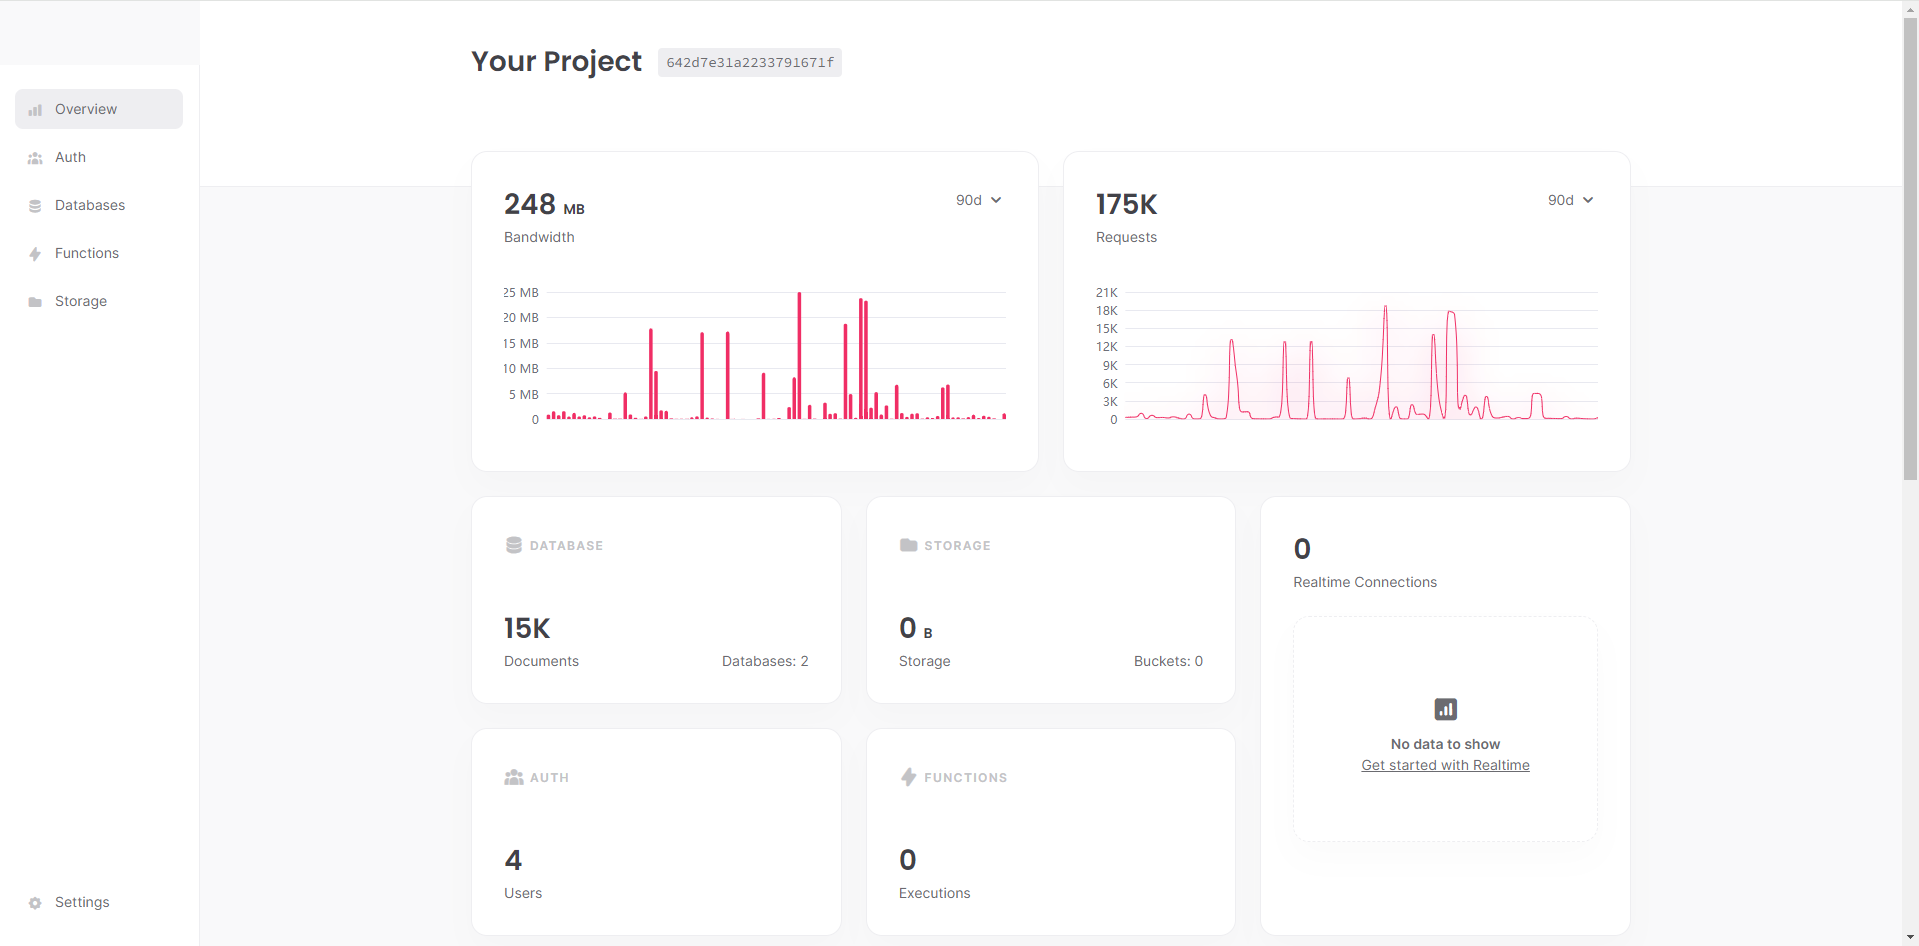 Your Project 642d7e31a2233791671f
Overview
Auth
Databases
Functions
Storage
Settings
248 MB
90d
Bandwidth
25 MB
20 MB
15 MB
10 MB
5 MB
0
175K
90d
Requests
21K
18K
15K
12K
9K
6K
3K
0
DATABASE
15K
Documents
Databases: 2
STORAGE
0 B
Storage
Buckets: 0
0
Realtime Connections
No data to show
Get started with Realtime
AUTH
4
Users
FUNCTIONS
0
Executions